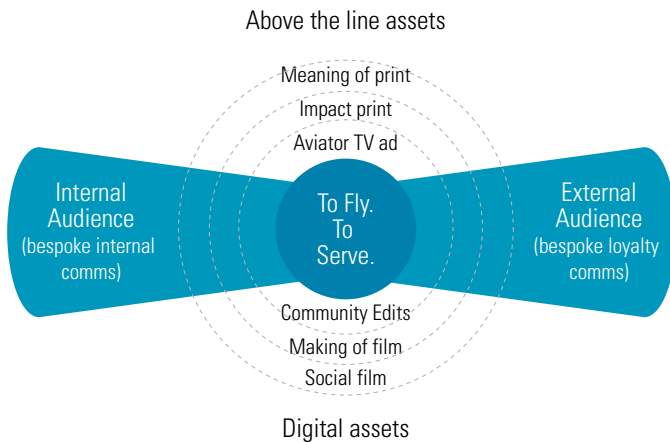 Above the line assets
Meaning of print
Impact print
Aviator TV ad
Internal
Audience
(bespoke internal
comms)
To Fly.
To
Serve.
External
Audience
(bespoke loyalty
comms)
Community Edits
Making of film
Social film
Digital assets